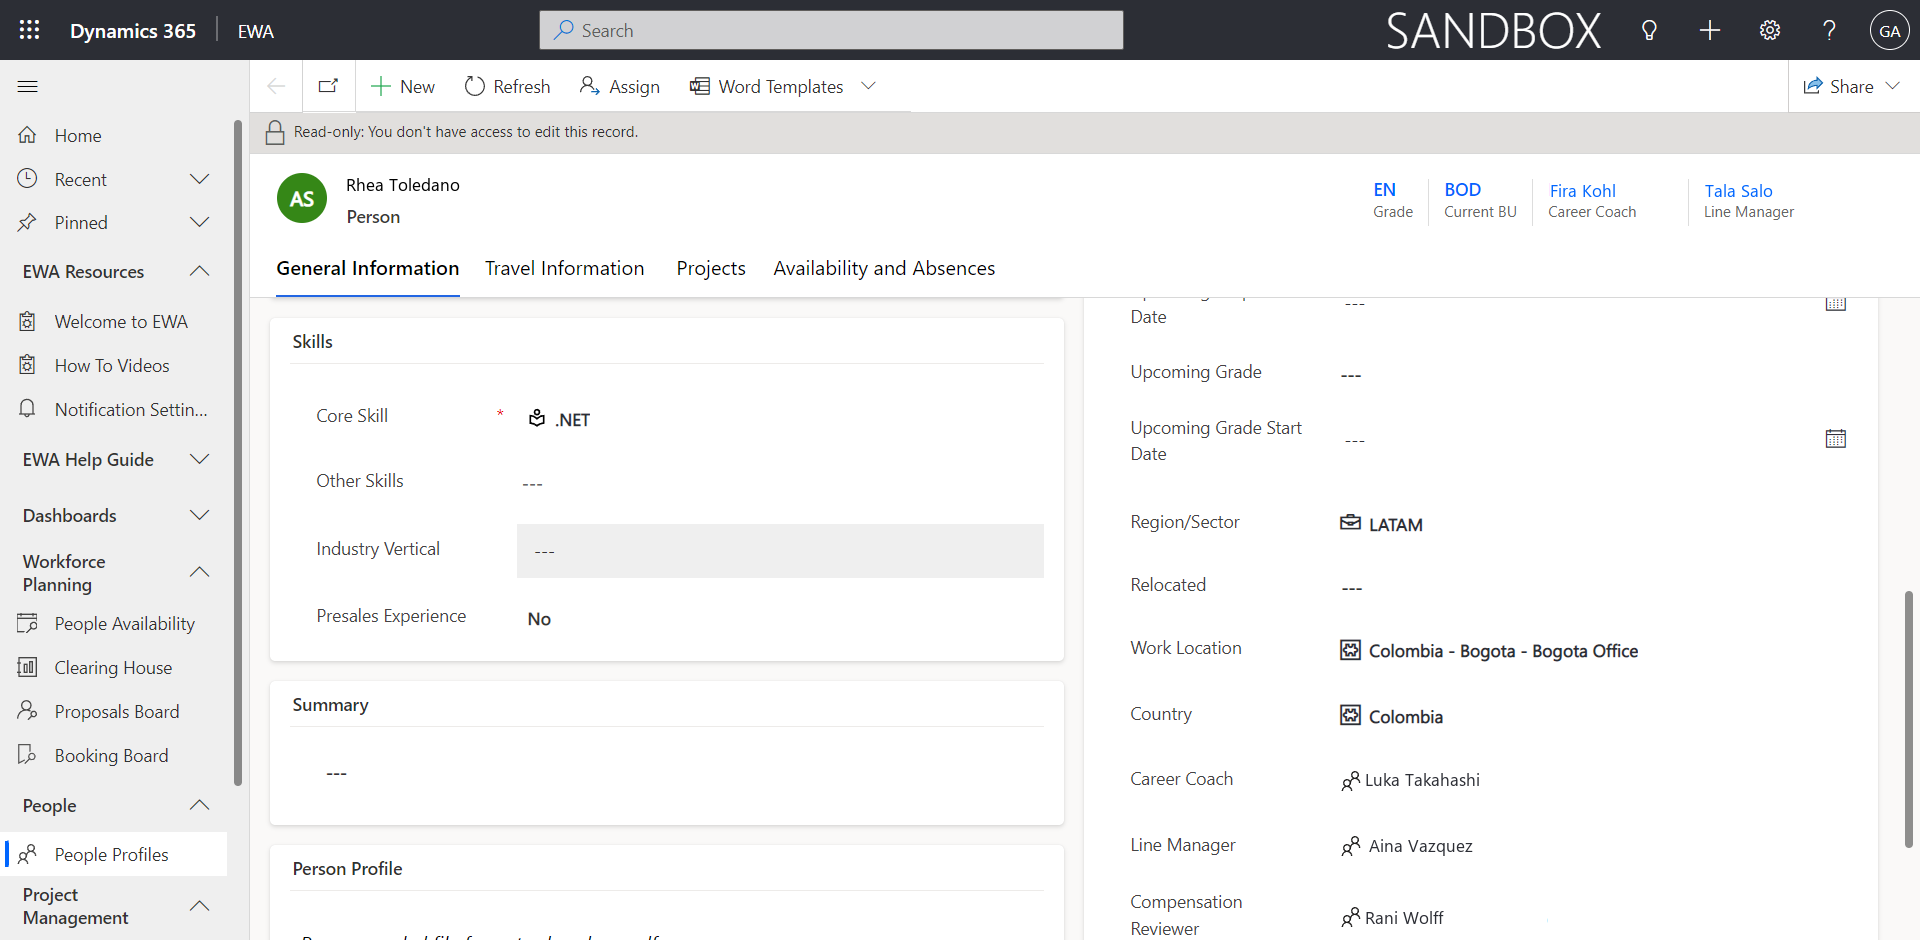 Dynamics 365 EWA
Search
SANDBOX
GA
New
Refresh
Assign
Word Templates
Share
Read-only: You don't have access to edit this record.
Home
Recent
Pinned
EWA Resources
Welcome to EWA
How To Videos
Notification Settin...
EWA Help Guide
Dashboards
Workforce
Planning
People Availability
Clearing House
Proposals Board
Booking Board
People
People Profiles
Project
Management
AS
Rhea Toledano
Person
EN
Grade
BOD
Current BU
Fira Kohl
Career Coach
Tala Salo
Line Manager
General Information
Travel Information
Projects
Availability and Absences
Skills
Core Skill * .NET
Other Skills ---
Industry Vertical ---
Presales Experience No
Summary
---
Person Profile
Date ---
Upcoming Grade ---
Upcoming Grade Start
Date ---
Region/Sector LATAM
Relocated ---
Work Location Colombia - Bogota - Bogota Office
Country Colombia
Career Coach Luka Takahashi
Line Manager Aina Vazquez
Compensation
Reviewer Rani Wolff